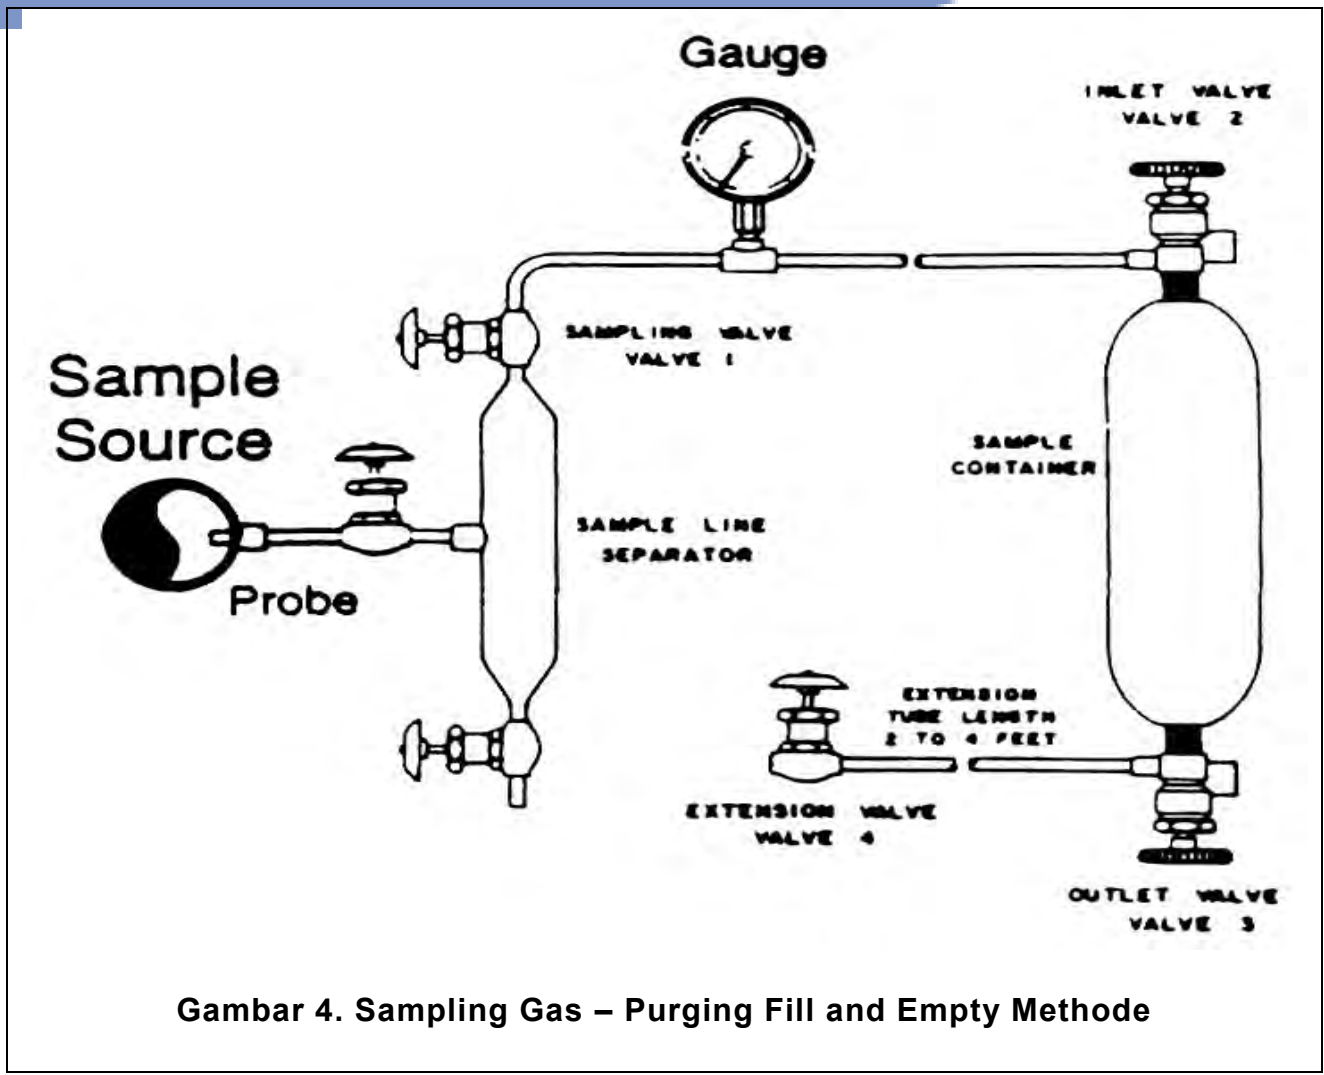 Gauge
INLET VALVE
VALVE 2
SAMPLING VALVE
VALVE 1
Sample
Source
SAMPLE
CONTAINER
SAMPLE LINE
SEPARATOR
Probe
EXTENSION
TUBE LENGTH
2 TO 4 FEET
EXTENSION VALVE
VALVE 4
OUTLET VALVE
VALVE 3
Gambar 4. Sampling Gas – Purging Fill and Empty Methode